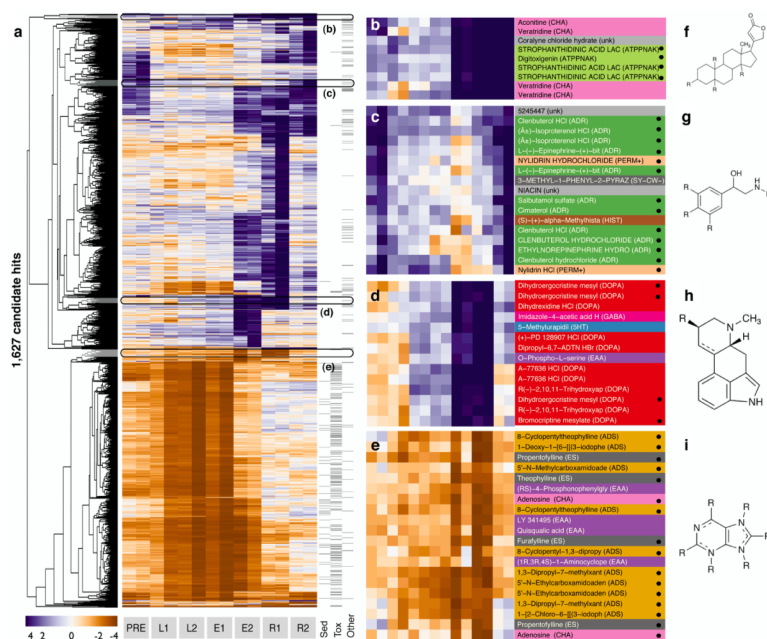 a
1,627 candidate hits
(b)
(c)
(d)
(e)
4 2 0 -2 -4
PRE L1 L2 E1 E2 R1 R2 Sed Tox Other
b
Aconitine (CHA)
Veratridine (CHA)
Coralyne chloride hydrate (unk)
STROPHANTHIDINIC ACID LAC (ATPPNAK)
Digitoxigenin (ATPPNAK)
STROPHANTHIDINIC ACID LAC (ATPPNAK)
STROPHANTHIDINIC ACID LAC (ATPPNAK)
Veratridine (CHA)
Veratridine (CHA)
c
5245447 (unk)
Clenbuterol HCl (ADR)
(Â±)-Isoproterenol HCl (ADR)
(Â±)-Isoproterenol HCl (ADR)
L-(-)-Epinephrine-(+)-bit (ADR)
NYLIDRIN HYDROCHLORIDE (PERM+)
L-(-)-Epinephrine-(+)-bit (ADR)
3-METHYL-1-PHENYL-2-PYRAZ (SY-CW-)
NIACIN (unk)
Salbutamol sulfate (ADR)
Cimaterol (ADR)
(S)-(+)-alpha-Methylhista (HIST)
Clenbuterol HCl (ADR)
CLENBUTEROL HYDROCHLORIDE (ADR)
ETHYLNOREPINEPHRINE HYDRO (ADR)
Clenbuterol hydrochloride (ADR)
Nylidrin HCl (PERM+)
d
Dihydroergocristine mesyl (DOPA)
Dihydroergocristine mesyl (DOPA)
Dihydrexidine HCl (DOPA)
Imidazole-4-acetic acid H (GABA)
5-Methylurapidil (5HT)
(+)-PD 128907 HCl (DOPA)
Dipropyl-6,7-ADTN HBr (DOPA)
O-Phospho-L-serine (EAA)
A-77636 HCl (DOPA)
A-77636 HCl (DOPA)
R(-)-2,10,11-Trihydroxyap (DOPA)
Dihydroergocristine mesyl (DOPA)
R(-)-2,10,11-Trihydroxyap (DOPA)
Bromocriptine mesylate (DOPA)
e
8-Cyclopentyltheophylline (ADS)
1-Deoxy-1-[6-[[(3-iodophe (ADS)
Propentofylline (ES)
5'-N-Methylcarboxamidoade (ADS)
Theophylline (ES)
(RS)-4-Phosphonophenylgly (EAA)
Adenosine (CHA)
8-Cyclopentyltheophylline (ADS)
LY 341495 (EAA)
Quisqualic acid (EAA)
Furafylline (ES)
8-Cyclopentyl-1,3-dipropy (ADS)
(1R,3R,4S)-1-Aminocyclope (EAA)
1,3-Dipropyl-7-methylxant (ADS)
5'-N-Ethylcarboxamidoaden (ADS)
5'-N-Ethylcarboxamidoaden (ADS)
1,3-Dipropyl-7-methylxant (ADS)
1-[2-Chloro-6-[[(3-iodoph (ADS)
Propentofylline (ES)
Adenosine (CHA)
f
O
O
CH3
R
R
R
R
g
OH
H
N
R
R
R
h
R
N
CH3
H
NH
i
R
R
N
N
N
N
R
R
R